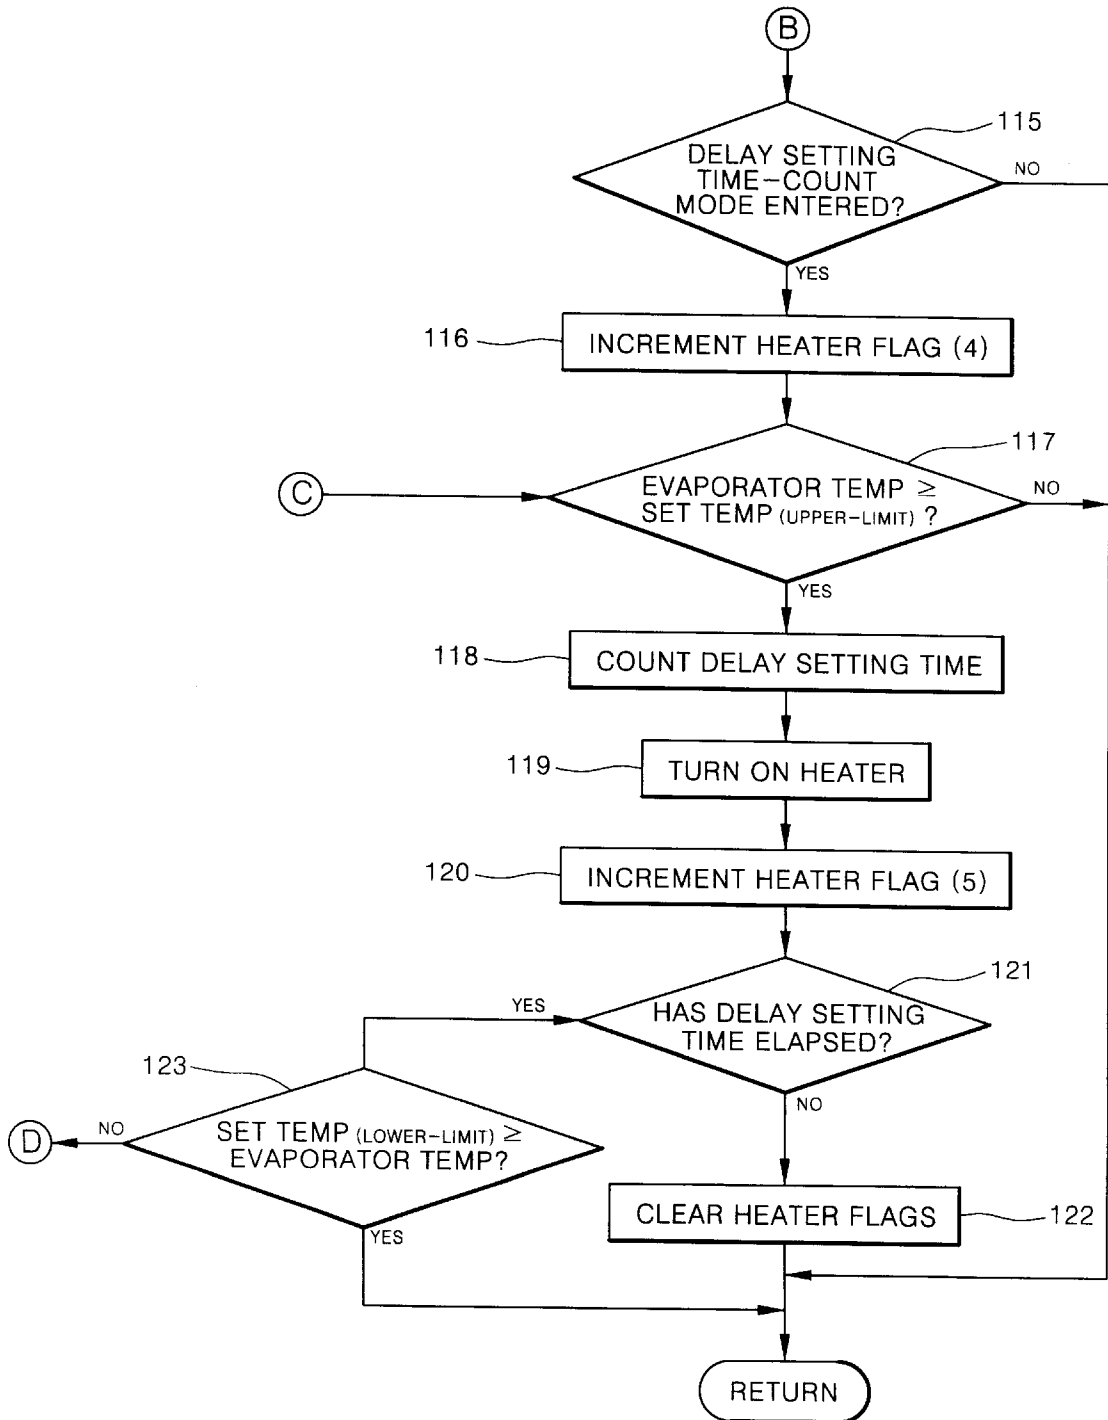 B
115
DELAY SETTING
TIME-COUNT
MODE ENTERED?
NO
YES
116
INCREMENT HEATER FLAG (4)
117
C
EVAPORATOR TEMP ≥
SET TEMP (UPPER-LIMIT) ?
NO
YES
118
COUNT DELAY SETTING TIME
119
TURN ON HEATER
120
INCREMENT HEATER FLAG (5)
121
YES
HAS DELAY SETTING
TIME ELAPSED?
123
NO
D
NO
SET TEMP (LOWER-LIMIT) ≥
EVAPORATOR TEMP?
YES
CLEAR HEATER FLAGS
122
RETURN